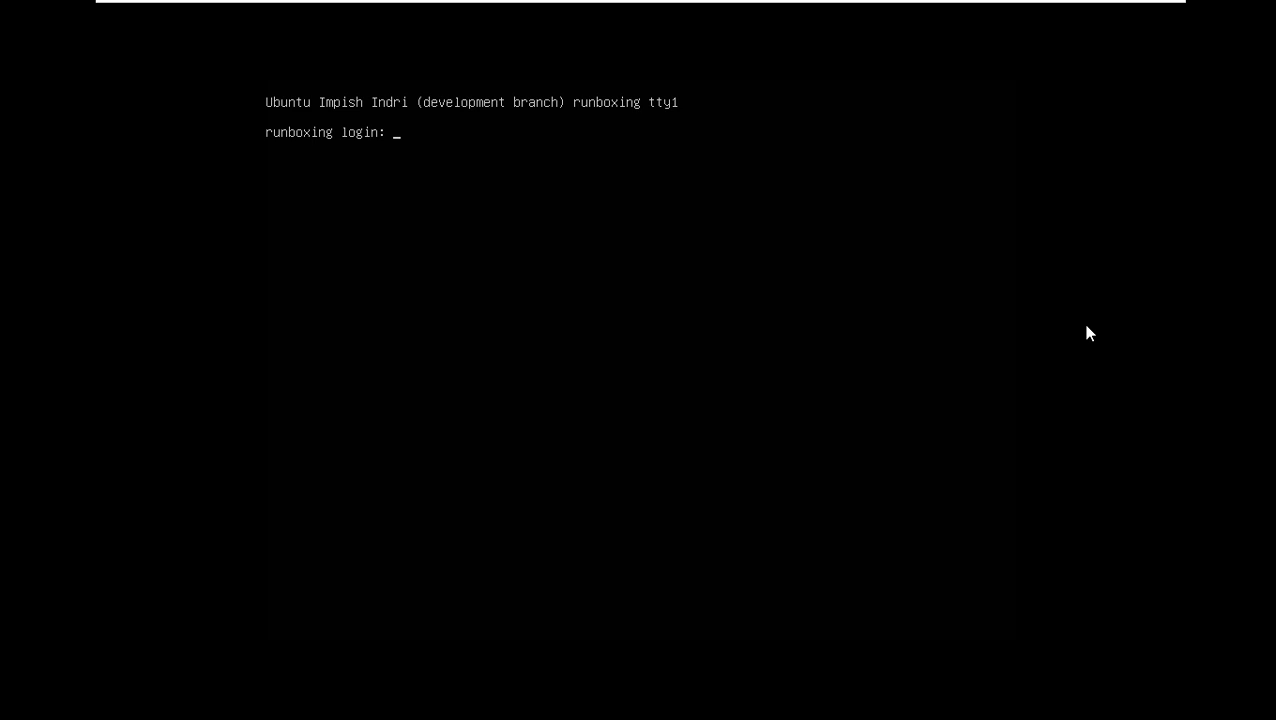 Ubuntu Impish Indri (development branch) runboxing tty1
runboxing login: _